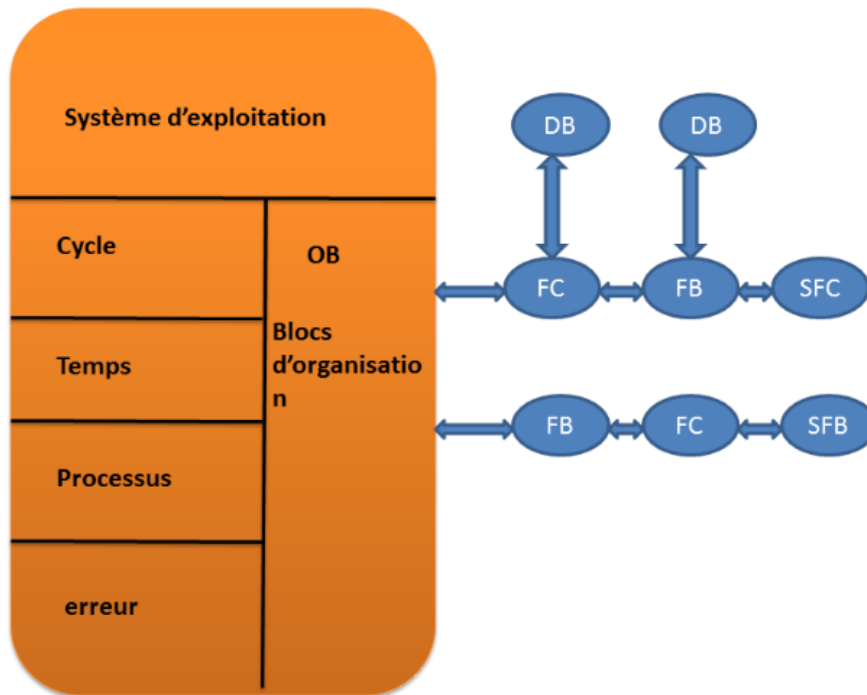 Système d'exploitation
DB
DB
Cycle
OB
FC
FB
SFC
Blocs
d'organisatio
n
Temps
FB
FC
SFB
Processus
erreur